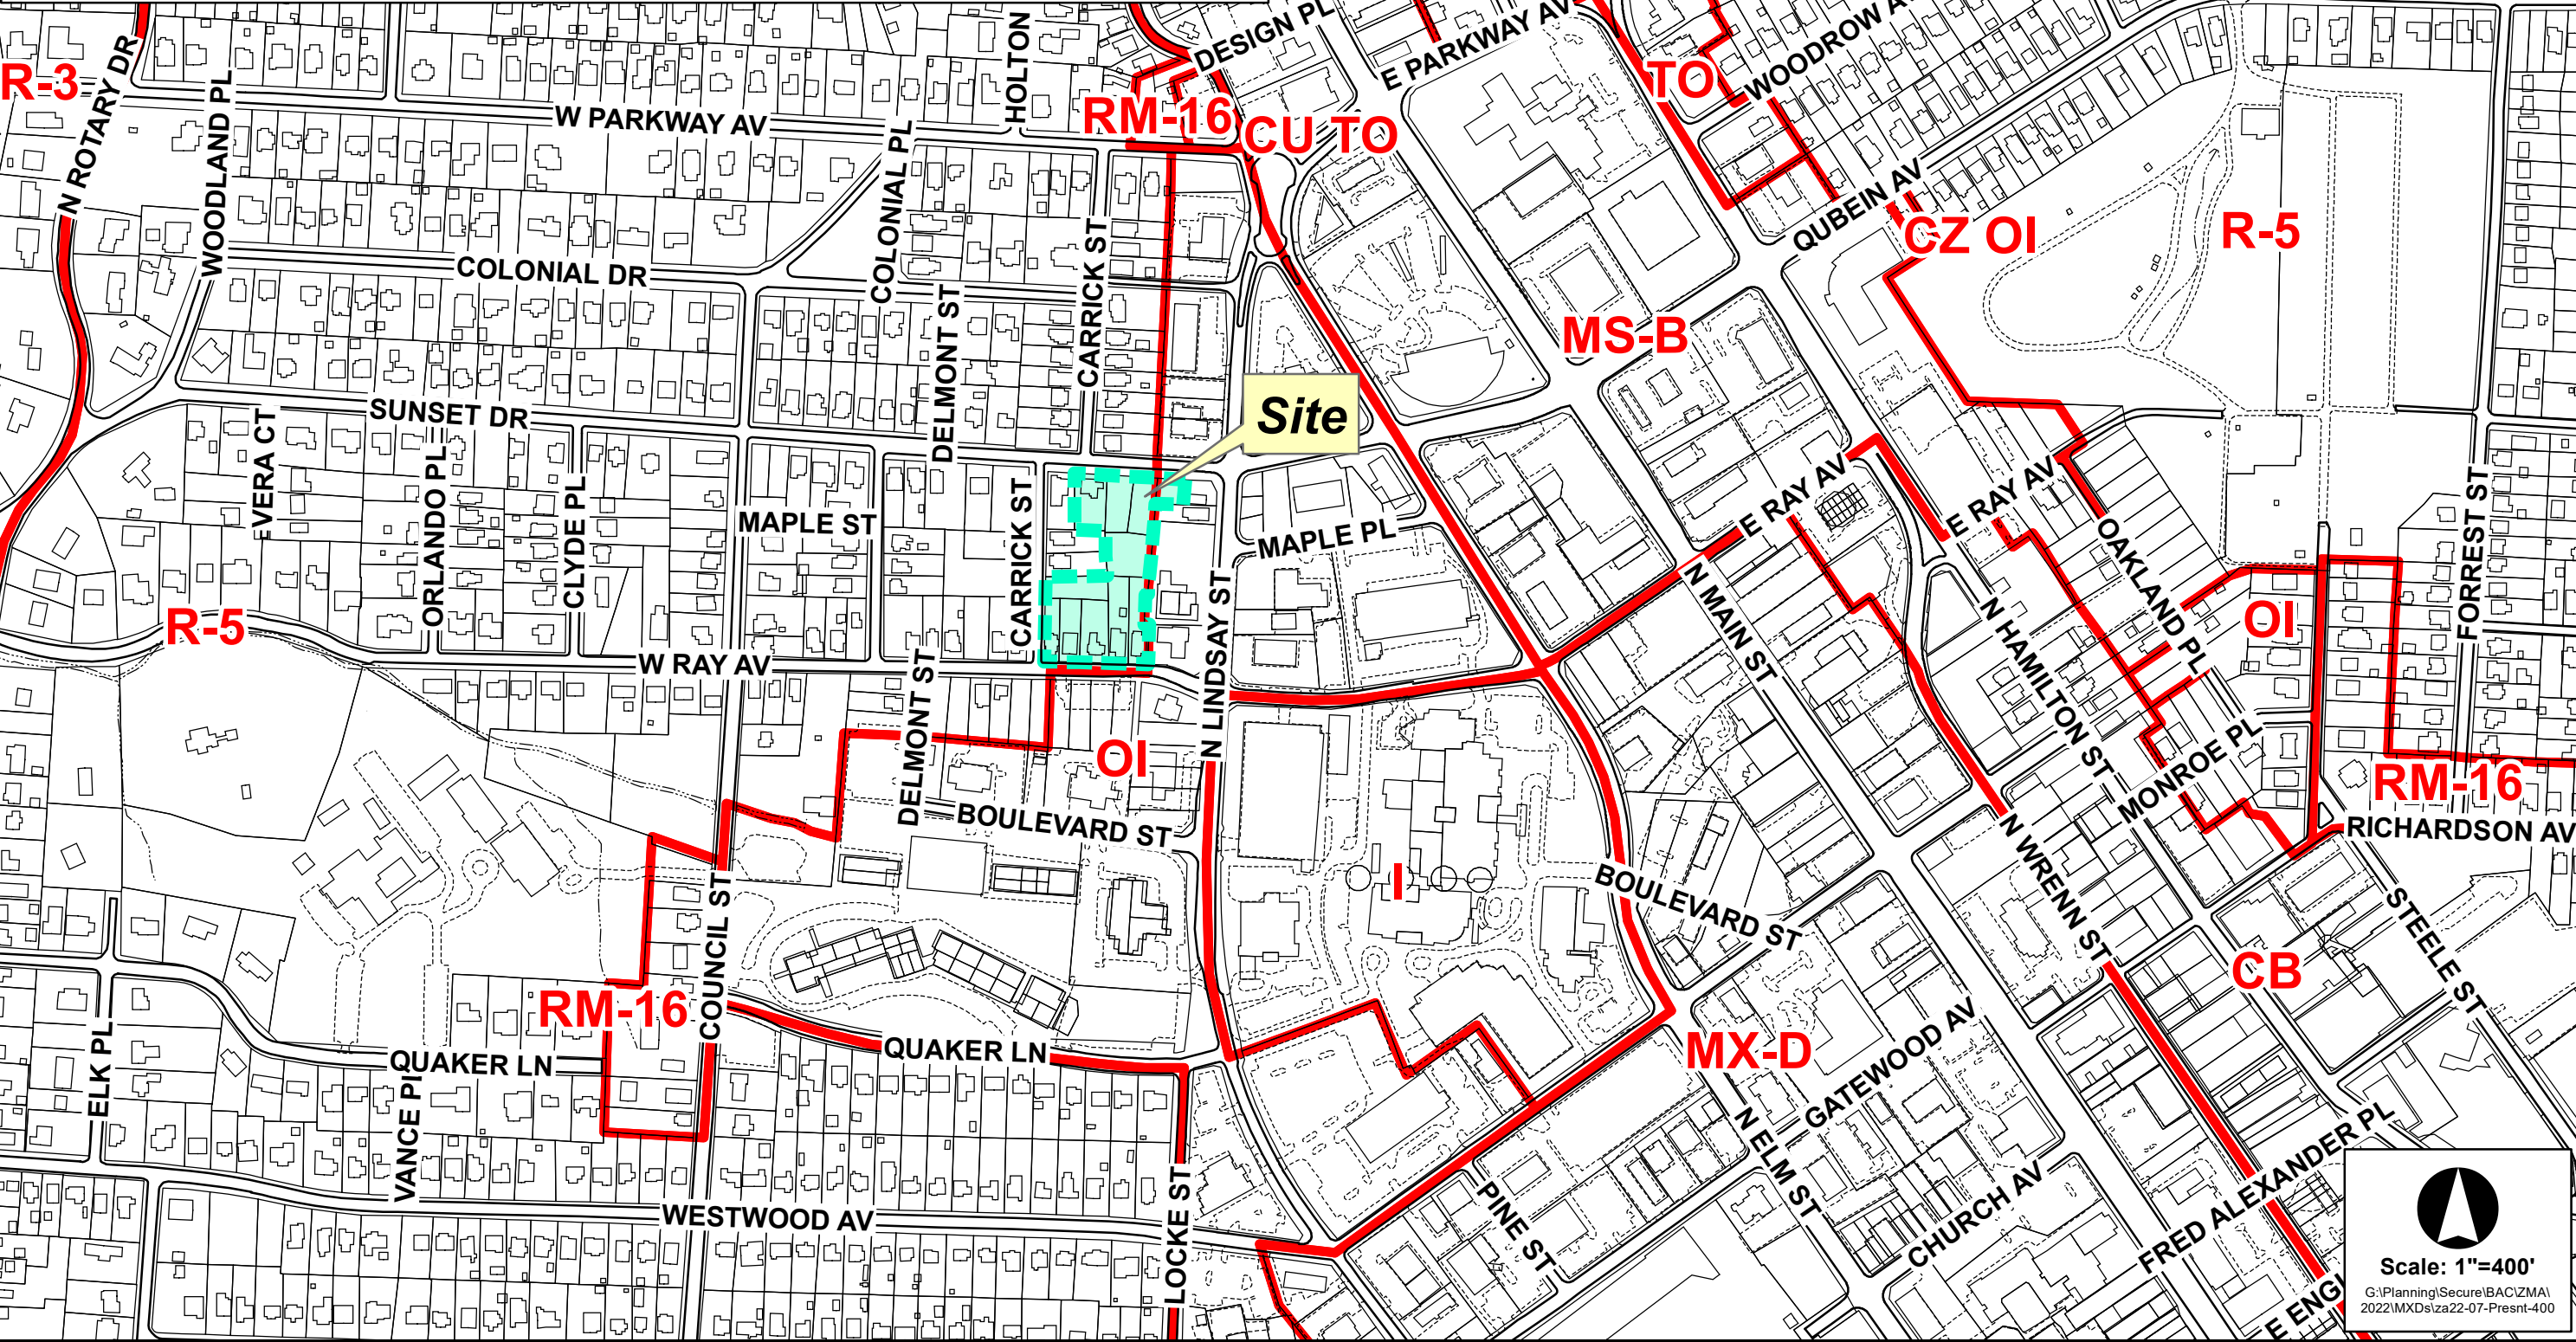 DESIGN PL
HOLTON
E PARKWAY AV
WOODROW A
R-3
N ROTARY DR
WOODLAND PL
W PARKWAY AV
RM-16
CU TO
TO
COLONIAL PL
QUBEIN AV
CZ OI
R-5
COLONIAL DR
CARRICK ST
DELMONT ST
MS-B
Site
SUNSET DR
VERA CT
ORLANDO PL
CLYDE PL
MAPLE ST
CARRICK ST
MAPLE PL
E RAY AV
E RAY AV
OAKLAND PL
FORREST ST
R-5
W RAY AV
DELMONT ST
N LINDSAY ST
N MAIN ST
N HAMILTON ST
OI
OI
MONROE PL
RM-16
BOULEVARD ST
RICHARDSON AV
I
BOULEVARD ST
N WRENN ST
STEELE ST
COUNCIL ST
RM-16
CB
ELK PL
QUAKER LN
QUAKER LN
MX-D
GATEWOOD AV
VANCE PL
N ELM ST
FRED ALEXANDER PL
LOCKE ST
WESTWOOD AV
PINE ST
CHURCH AV
E ENGL
Scale: 1"=400'
G:\Planning\Secure\BAC\ZMA\
2022\MXDs\za22-07-Presnt-400